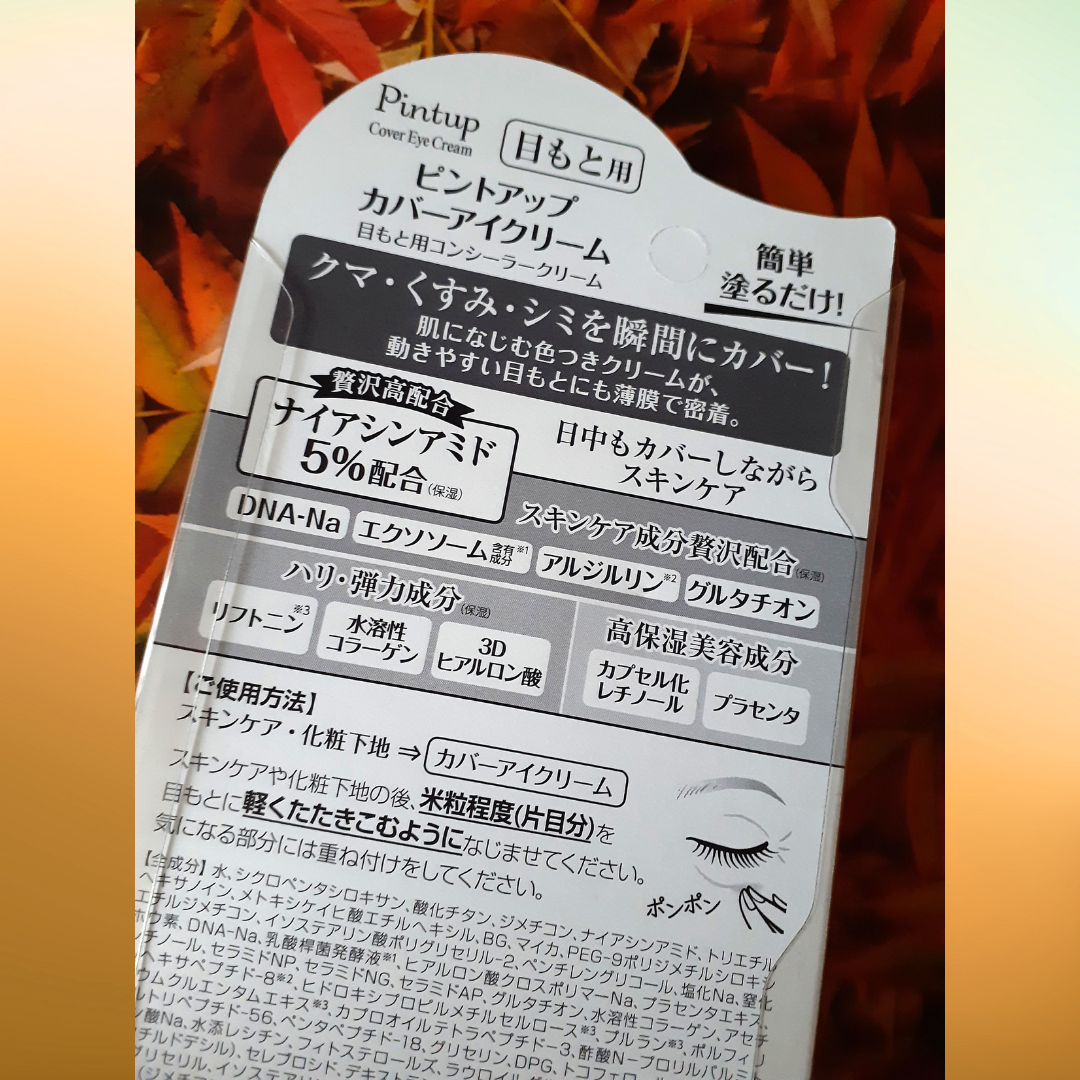 Pintup
Cover Eye Cream
目もと用
ピントアップ
カバーアイクリーム
目もと用コンシーラークリーム
簡単
塗るだけ!
クマ・くすみ・シミを瞬間にカバー!
肌になじむ色つきクリームが、
動きやすい目もとにも薄膜で密着。
贅沢高配合
ナイアシンアミド
5%配合(保湿)
日中もカバーしながら
スキンケア
スキンケア成分贅沢配合(保湿)
DNA-Na エクソソーム含有成分※1 アルジルリン※2 グルタチオン
ハリ・弾力成分(保湿)
リフトニン※3
水溶性
コラーゲン
3D
ヒアルロン酸
高保湿美容成分
カプセル化
レチノール
プラセンタ
【ご使用方法】
スキンケア・化粧下地⇒カバーアイクリーム
スキンケアや化粧下地の後、米粒程度(片目分)を
目もとに軽くたたきこむようになじませてください。
気になる部分には重ね付けをしてください。
ポンポン
【全成分】水、シクロペンタシロキサン、酸化チタン、ジメチコン、ナイアシンアミド、トリエチル
ヘキサノイン、メトキシケイヒ酸エチルヘキシル、BG、マイカ、PEG-9ポリジメチルシロキシ
エチルジメチコン、イソステアリン酸ポリグリセリル-2、ペンチレングリコール、塩化Na、窒化
ホウ素、DNA-Na、乳酸桿菌発酵液※1、ヒアルロン酸クロスポリマーNa、プラセンタエキス、
チノール、セラミドNP、セラミドNG、セラミドAP、グルタチオン、水溶性コラーゲン、アセチ
ヘキサペプチド-8※2、ヒドロキシプロピルメチルセルロース※3、プルラン※3、ポルフィリ
ウムクルエンタムエキス※3、カプロオイルテトラペプチド-3、酢酸N-プロリルパルミ
トリペプチド-56、ペンタペプチド-18、グリセリン、DPG、トコフェロ
酸Na、水添レシチン、フィトステロールズ、ラウロイル
チルドデシル)、セレブロシド、デキスト
リセリル、イソステアリ
(ジメチコ